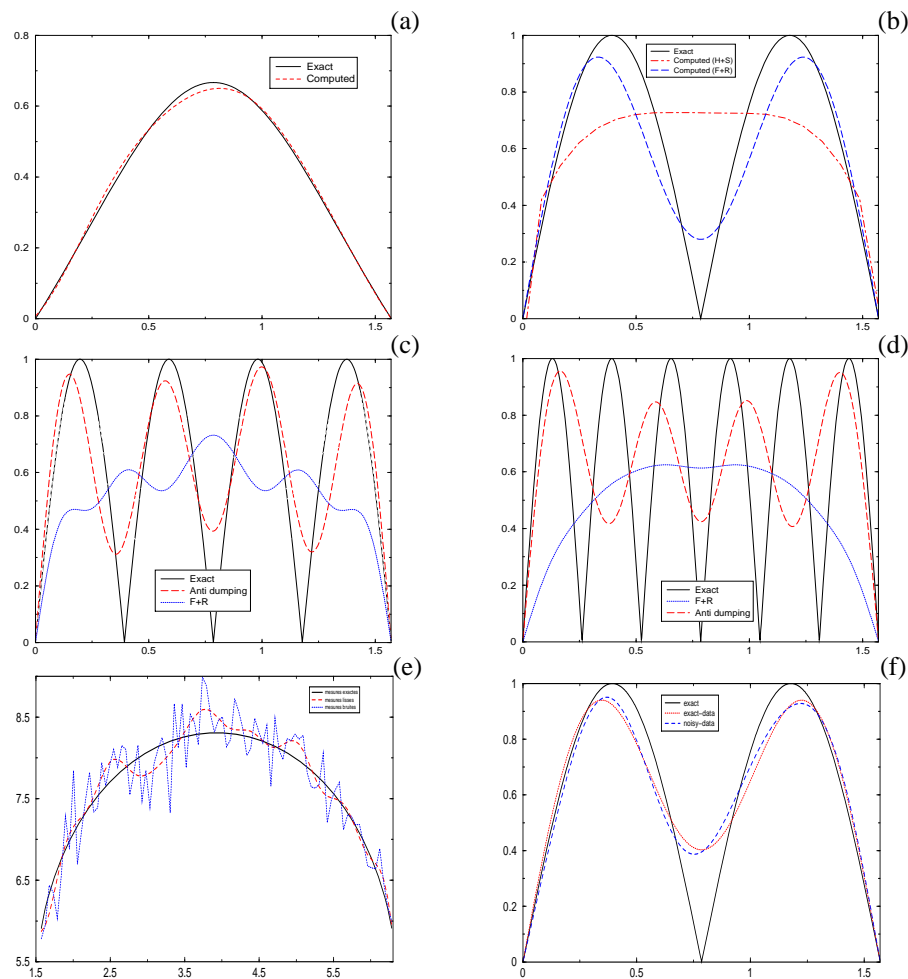 (a)
0.8
0.6
0.4
0.2
0
0
0.5
1
1.5
Exact
Computed
(b)
1
0.8
0.6
0.4
0.2
0
0
0.5
1
1.5
Exact
Computed (H+S)
Computed (F+R)
(c)
1
0.8
0.6
0.4
0.2
0
0
0.5
1
1.5
Exact
Anti dumping
F+R
(d)
1
0.8
0.6
0.4
0.2
0
0
0.5
1
1.5
Exact
F+R
Anti dumping
(e)
8.5
7.5
6.5
5.5
1.5
2.5
3.5
4.5
5.5
mesures exactes
mesures lisses
mesures bruites
(f)
1
0.8
0.6
0.4
0.2
0
0
0.5
1
1.5
exact
exact-data
noisy-data